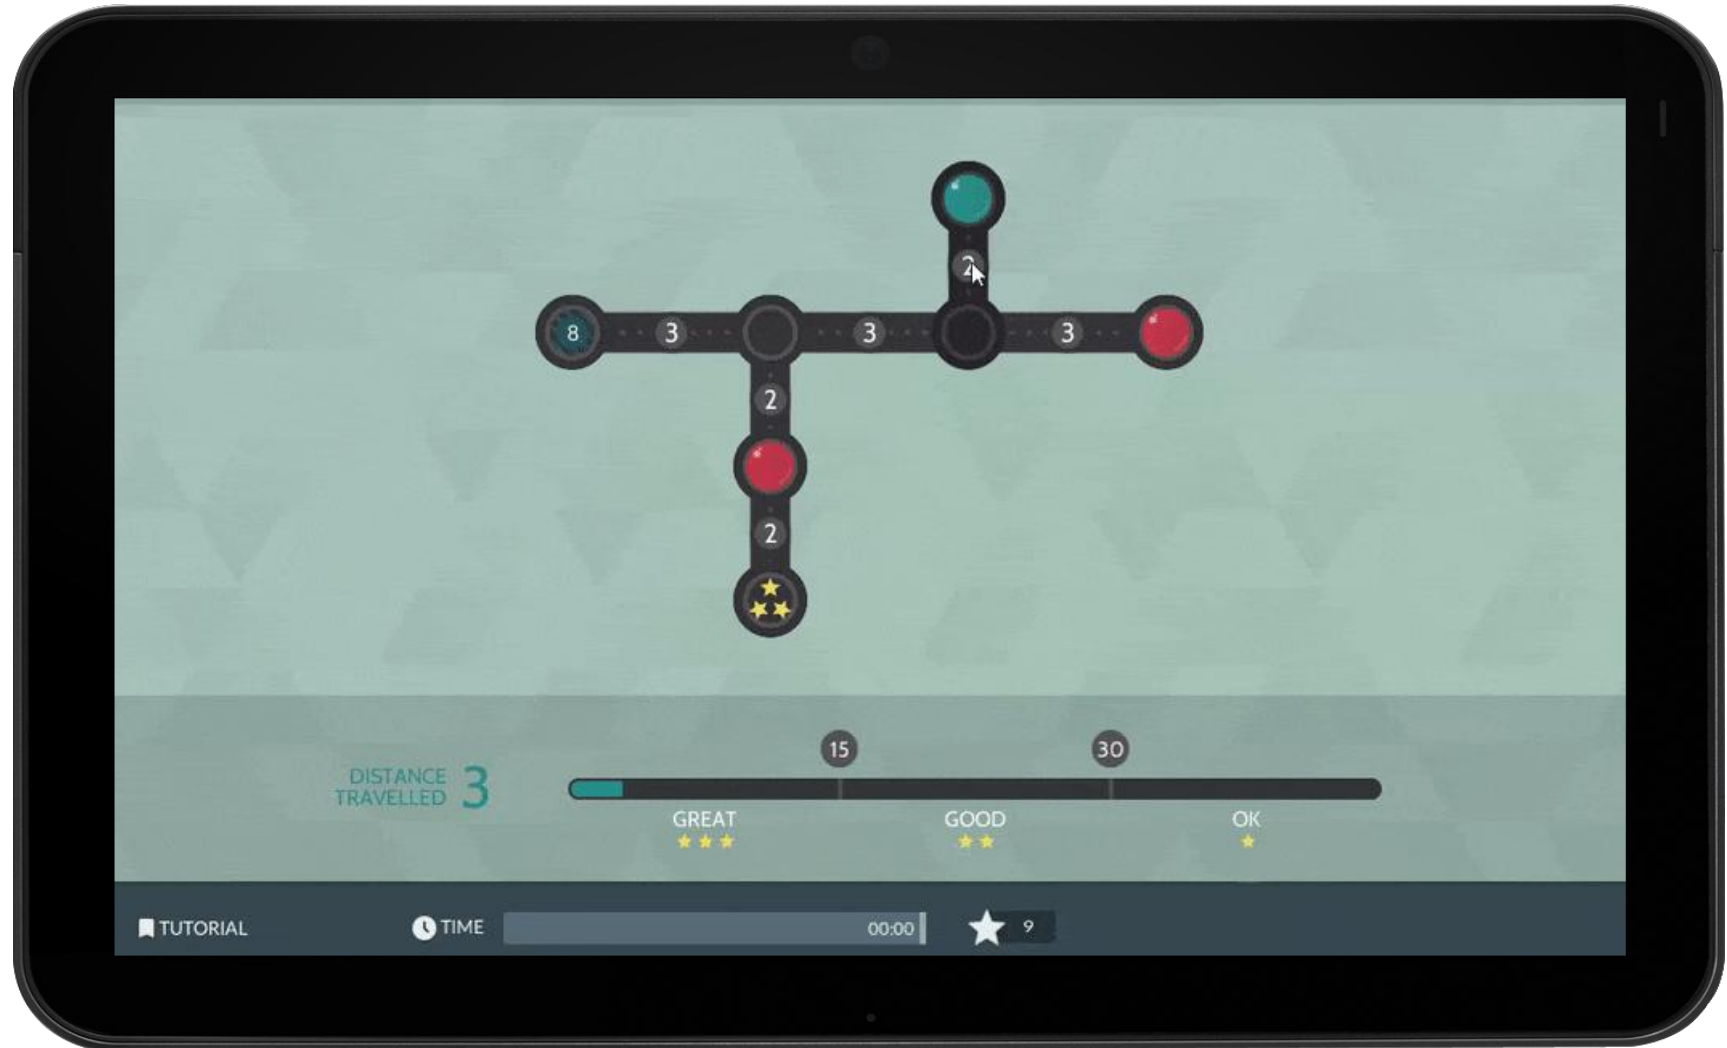 2
8
3
3
3
2
2
15
30
DISTANCE
TRAVELLED
3
GREAT
GOOD
OK
TUTORIAL
TIME
00:00
9